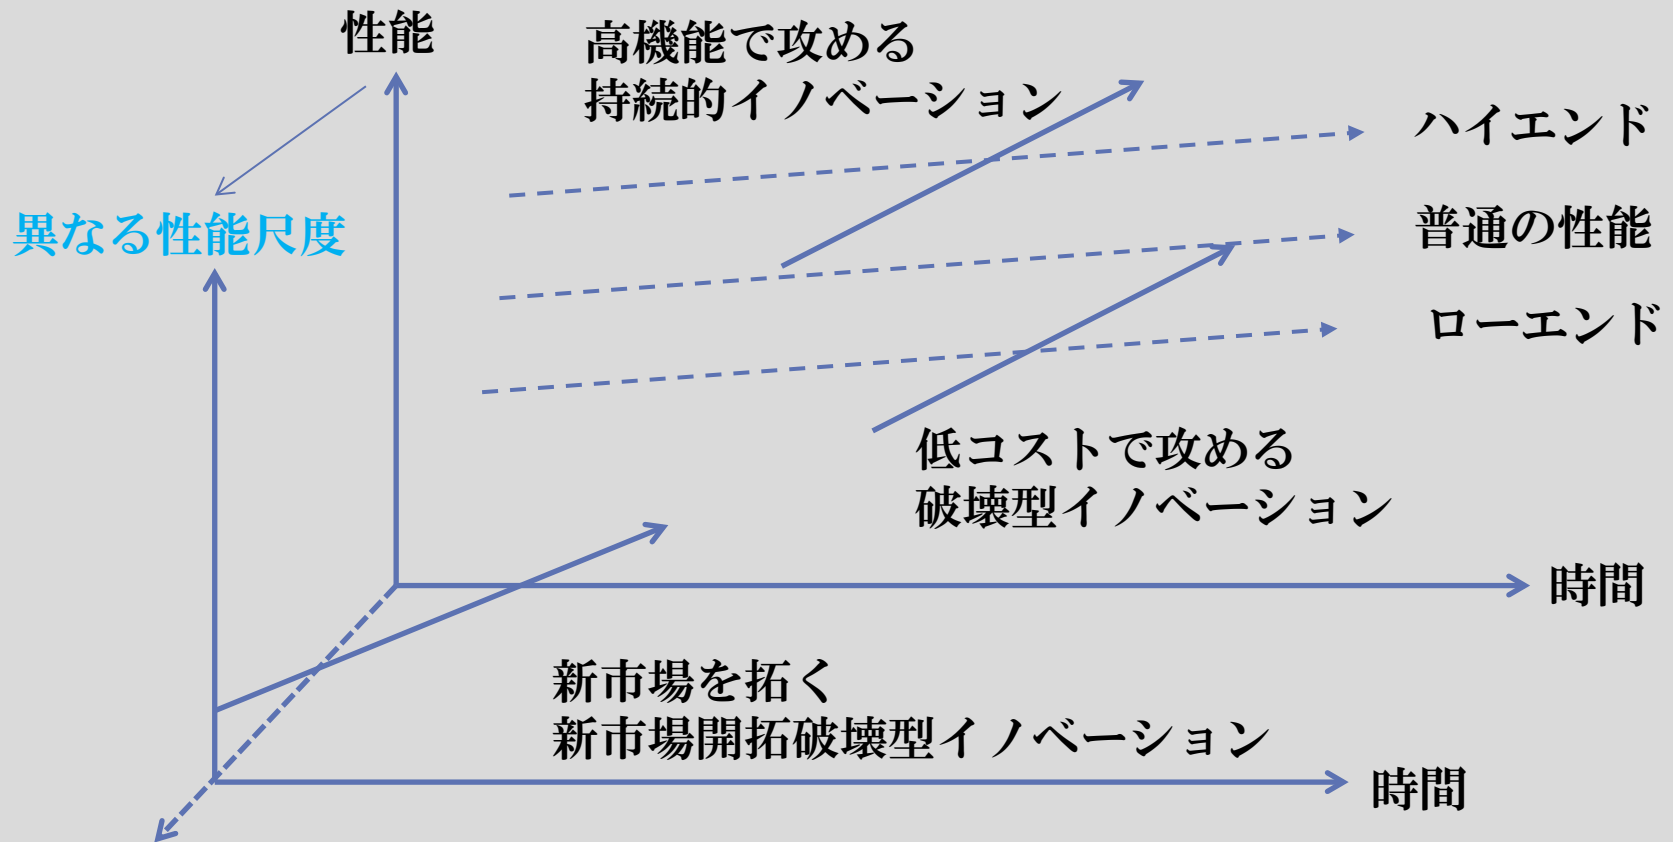 性能
高機能で攻める
持続的イノベーション
ハイエンド
異なる性能尺度
普通の性能
ローエンド
低コストで攻める
破壊型イノベーション
時間
新市場を拓く
新市場開拓破壊型イノベーション
時間